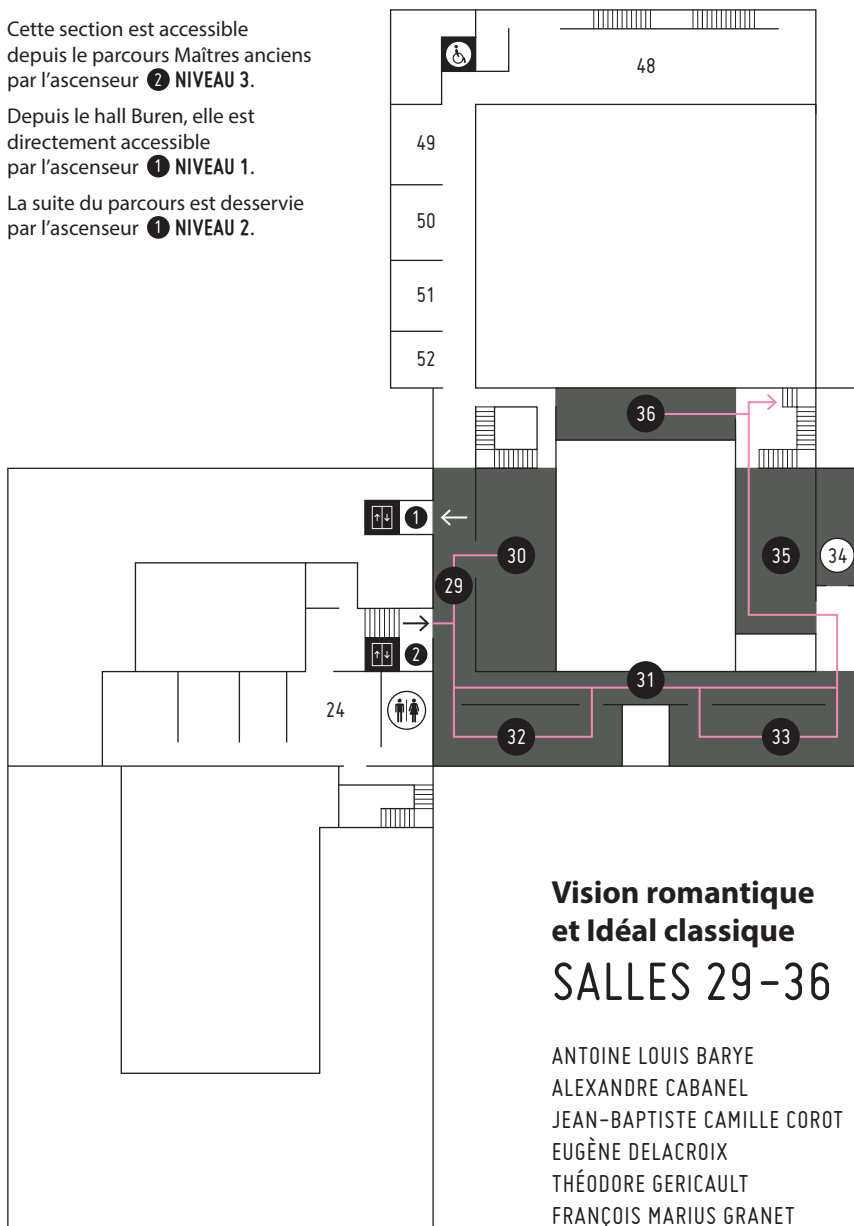 Cette section est accessible
depuis le parcours Maîtres anciens
par l'ascenseur 2 NIVEAU 3.
Depuis le hall Buren, elle est
directement accessible
par l'ascenseur 1 NIVEAU 1.
La suite du parcours est desservie
par l'ascenseur 1 NIVEAU 2.
48
49
50
51
52
36
1
30
35
34
29
2
31
24
32
33
Vision romantique
et Idéal classique
SALLES 29–36
ANTOINE LOUIS BARYE
ALEXANDRE CABANEL
JEAN-BAPTISTE CAMILLE COROT
EUGÈNE DELACROIX
THÉODORE GERICAULT
FRANÇOIS MARIUS GRANET